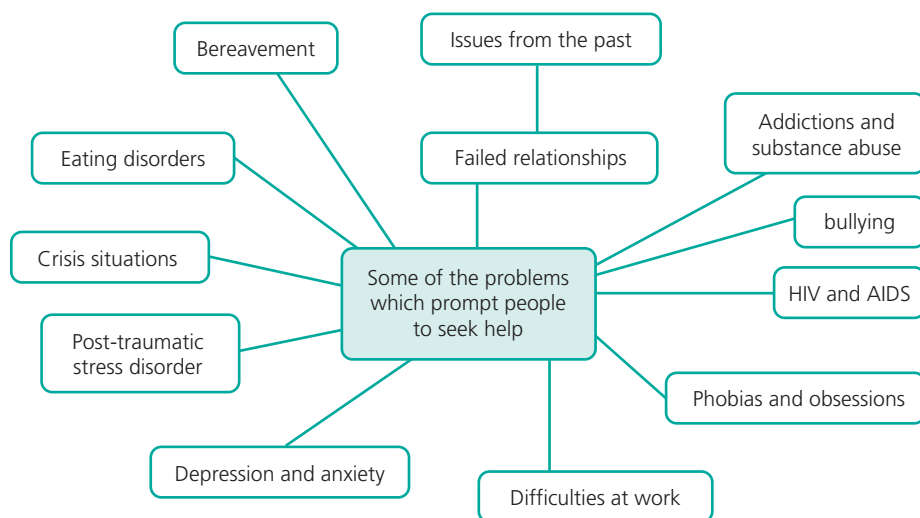 Bereavement
Issues from the past
Eating disorders
Failed relationships
Addictions and
substance abuse
bullying
Crisis situations
Some of the problems
which prompt people
to seek help
HIV and AIDS
Post-traumatic
stress disorder
Phobias and obsessions
Depression and anxiety
Difficulties at work